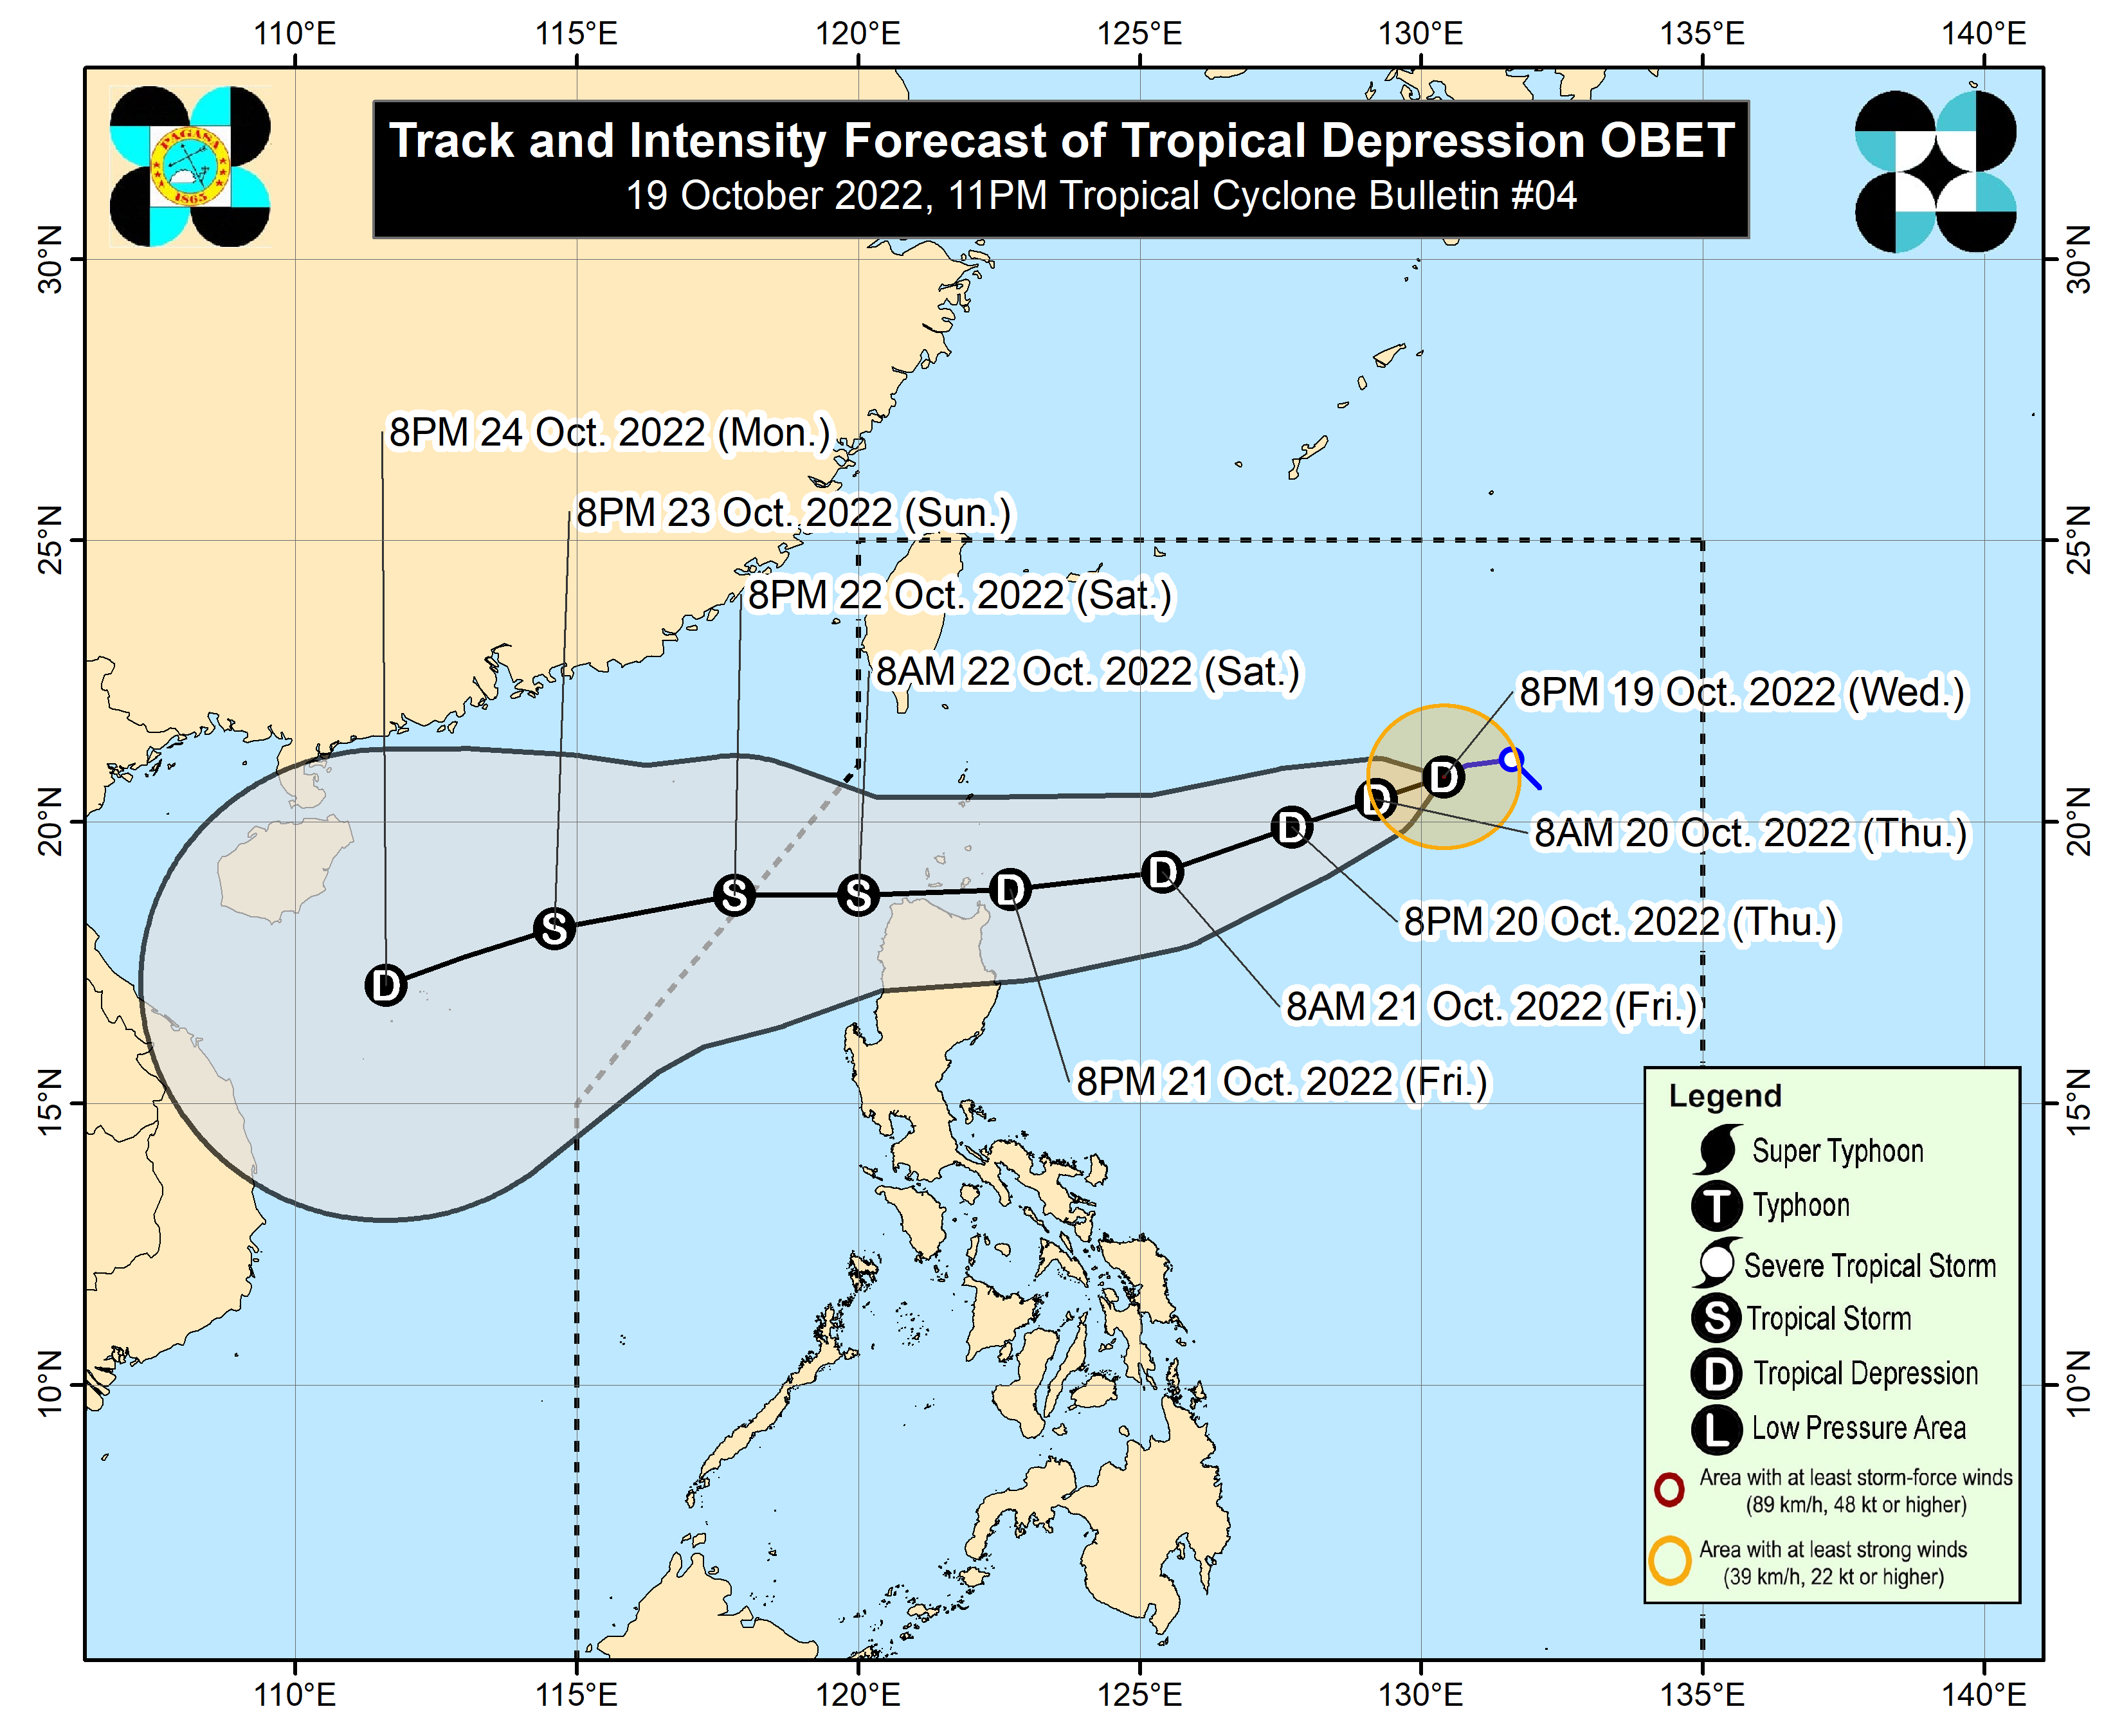 110°E 115°E 120°E 125°E 130°E 135°E 140°E
PAGASA
1865
Track and Intensity Forecast of Tropical Depression OBET
19 October 2022, 11PM Tropical Cyclone Bulletin #04
30°N 30°N
8PM 24 Oct. 2022 (Mon.)
8PM 23 Oct. 2022 (Sun.)
25°N 25°N
8PM 22 Oct. 2022 (Sat.)
8AM 22 Oct. 2022 (Sat.)
8PM 19 Oct. 2022 (Wed.)
D
D
8AM 20 Oct. 2022 (Thu.)
20°N 20°N
D
D
D
S
S
S
D
8PM 20 Oct. 2022 (Thu.)
8AM 21 Oct. 2022 (Fri.)
8PM 21 Oct. 2022 (Fri.)
15°N 15°N
10°N 10°N
Legend
Super Typhoon
T Typhoon
Severe Tropical Storm
S Tropical Storm
D Tropical Depression
L Low Pressure Area
Area with at least storm-force winds
(89 km/h, 48 kt or higher)
Area with at least strong winds
(39 km/h, 22 kt or higher)
110°E 115°E 120°E 125°E 130°E 135°E 140°E